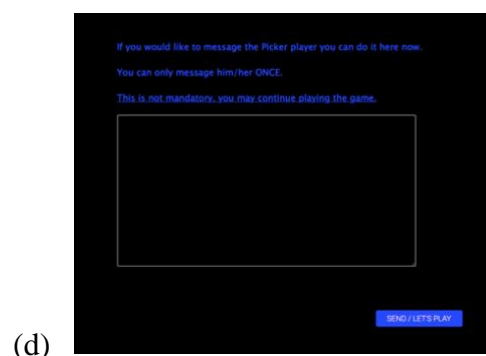 If you would like to message the Picker player you can do it here now.
You can only message him/her ONCE.
This is not mandatory, you may continue playing the game.
SEND / LET'S PLAY
(d)